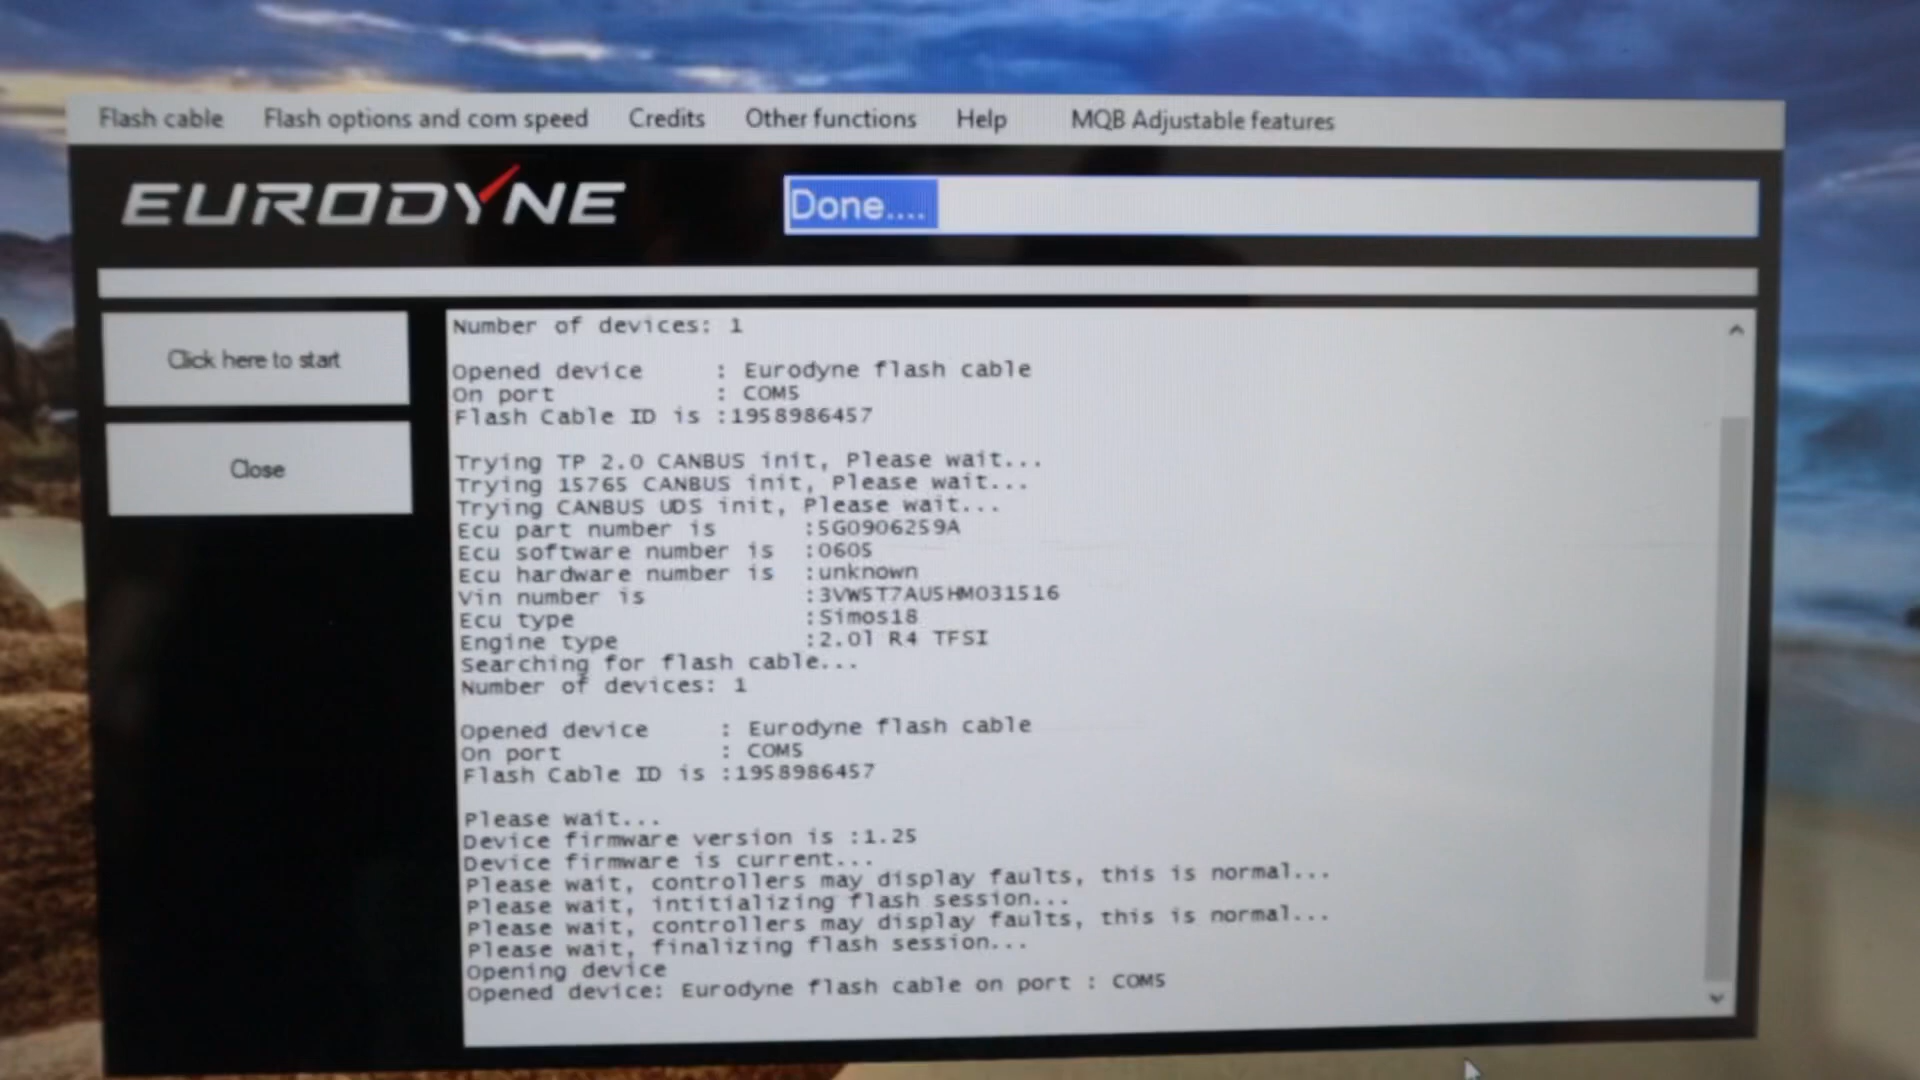 Flash cable Flash options and com speed Credits Other functions Help MQB Adjustable features
EURODYNE
Done....
Click here to start
Close
Number of devices: 1
Opened device : Eurodyne flash cable
On port : COM5
Flash Cable ID is :1958986457
Trying TP 2.0 CANBUS init, Please wait...
Trying 15765 CANBUS init, Please wait...
Trying CANBUS UDS init, Please wait...
Ecu part number is :5G0906259A
Ecu software number is :0605
Ecu hardware number is :unknown
Vin number is :3VW5T7AU5HM031516
Ecu type :Simos18
Engine type :2.0l R4 TFSI
Searching for flash cable...
Number of devices: 1
Opened device : Eurodyne flash cable
On port : COM5
Flash Cable ID is :1958986457
Please wait...
Device firmware version is :1.25
Device firmware is current...
Please wait, controllers may display faults, this is normal...
Please wait, intitializing flash session...
Please wait, controllers may display faults, this is normal...
Please wait, finalizing flash session...
Opening device
Opened device: Eurodyne flash cable on port : COM5